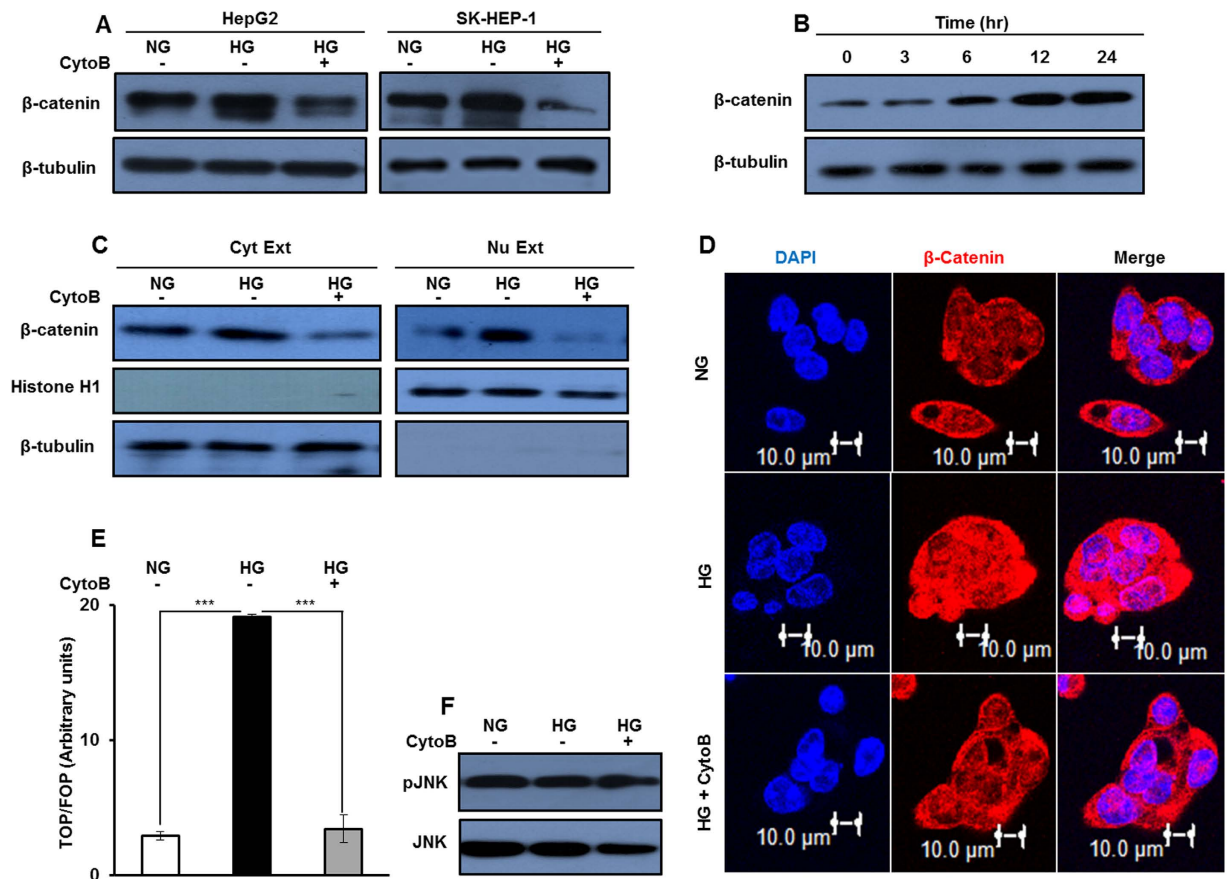 A
HepG2 SK-HEP-1
NG HG HG NG HG HG
CytoB - - + - - +
β-catenin
β-tubulin
B
Time (hr)
0 3 6 12 24
β-catenin
β-tubulin
C
Cyt Ext Nu Ext
NG HG HG NG HG HG
CytoB - - + - - +
β-catenin
Histone H1
β-tubulin
D
DAPI β-Catenin Merge
NG
10.0 µm 10.0 µm 10.0 µm
HG
10.0 µm 10.0 µm 10.0 µm
HG + CytoB
10.0 µm 10.0 µm 10.0 µm
E
NG HG HG
CytoB - - +
*** ***
TOP/FOP (Arbitrary units)
20
10
0
F
NG HG HG
CytoB - - +
pJNK
JNK